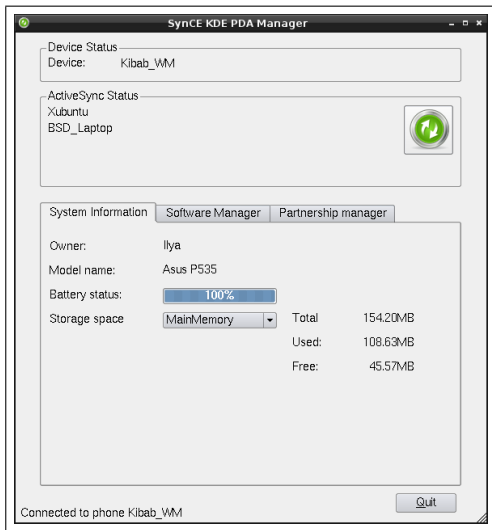 SynCE KDE PDA Manager
Device Status
Device: Kibab_WM
ActiveSync Status
Xubuntu
BSD_Laptop
System Information Software Manager Partnership manager
Owner: Ilya
Model name: Asus P535
Battery status: 100%
Storage space MainMemory Total 154.20MB
Used: 108.63MB
Free: 45.57MB
Quit
Connected to phone Kibab_WM